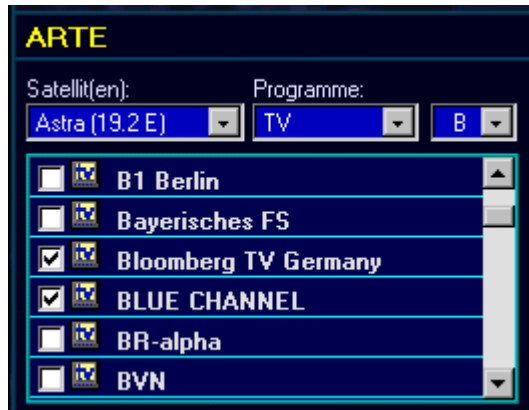 ARTE
Satellit(en): Programme:
Astra (19.2 E) TV B
B1 Berlin
Bayerisches FS
Bloomberg TV Germany
BLUE CHANNEL
BR-alpha
BVN